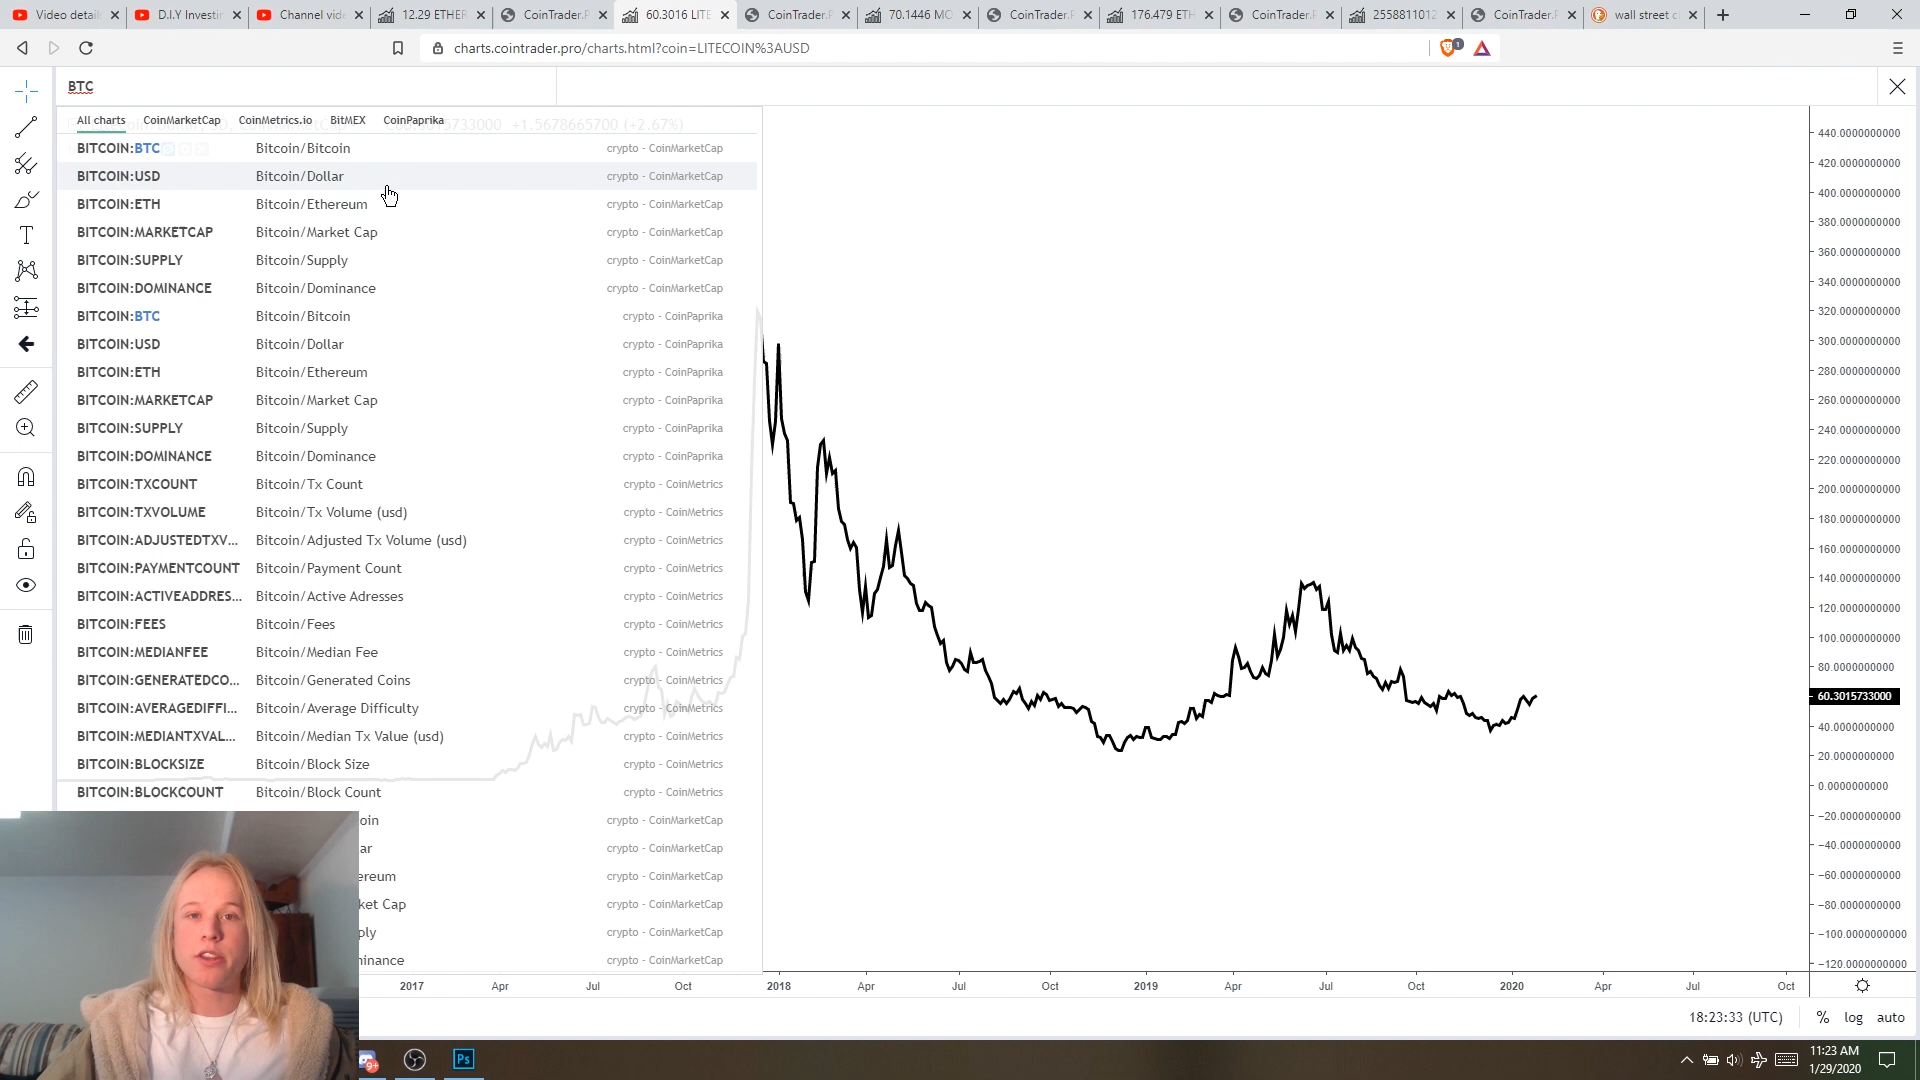 Video detail
D.I.Y Investin
Channel vid
12.29 ETHER
CoinTrader.P
60.3016 LITE
CoinTrader.P
70.1446 MO
CoinTrader.P
176.479 ETH
CoinTrader.P
2558811012
CoinTrader.P
wall street c
charts.cointrader.pro/charts.html?coin=LITECOIN%3AUSD
1
BTC
All charts CoinMarketCap CoinMetrics.io BitMEX CoinPaprika
+1.5678665700 (+2.67%)
BITCOIN:BTC Bitcoin/Bitcoin crypto - CoinMarketCap
BITCOIN:USD Bitcoin/Dollar crypto - CoinMarketCap
BITCOIN:ETH Bitcoin/Ethereum crypto - CoinMarketCap
BITCOIN:MARKETCAP Bitcoin/Market Cap crypto - CoinMarketCap
BITCOIN:SUPPLY Bitcoin/Supply crypto - CoinMarketCap
BITCOIN:DOMINANCE Bitcoin/Dominance crypto - CoinMarketCap
BITCOIN:BTC Bitcoin/Bitcoin crypto - CoinPaprika
BITCOIN:USD Bitcoin/Dollar crypto - CoinPaprika
BITCOIN:ETH Bitcoin/Ethereum crypto - CoinPaprika
BITCOIN:MARKETCAP Bitcoin/Market Cap crypto - CoinPaprika
BITCOIN:SUPPLY Bitcoin/Supply crypto - CoinPaprika
BITCOIN:DOMINANCE Bitcoin/Dominance crypto - CoinPaprika
BITCOIN:TXCOUNT Bitcoin/Tx Count crypto - CoinMetrics
BITCOIN:TXVOLUME Bitcoin/Tx Volume (usd) crypto - CoinMetrics
BITCOIN:ADJUSTEDTXV... Bitcoin/Adjusted Tx Volume (usd) crypto - CoinMetrics
BITCOIN:PAYMENTCOUNT Bitcoin/Payment Count crypto - CoinMetrics
BITCOIN:ACTIVEADDRES... Bitcoin/Active Adresses crypto - CoinMetrics
BITCOIN:FEES Bitcoin/Fees crypto - CoinMetrics
BITCOIN:MEDIANFEE Bitcoin/Median Fee crypto - CoinMetrics
BITCOIN:GENERATEDCO... Bitcoin/Generated Coins crypto - CoinMetrics
BITCOIN:AVERAGEDIFFI... Bitcoin/Average Difficulty crypto - CoinMetrics
BITCOIN:MEDIANTXVAL... Bitcoin/Median Tx Value (usd) crypto - CoinMetrics
BITCOIN:BLOCKSIZE Bitcoin/Block Size crypto - CoinMetrics
BITCOIN:BLOCKCOUNT Bitcoin/Block Count crypto - CoinMetrics
oin crypto - CoinMarketCap
ar crypto - CoinMarketCap
ereum crypto - CoinMarketCap
ket Cap crypto - CoinMarketCap
ply crypto - CoinMarketCap
inance crypto - CoinMarketCap
440.0000000000
420.0000000000
400.0000000000
380.0000000000
360.0000000000
340.0000000000
320.0000000000
300.0000000000
280.0000000000
260.0000000000
240.0000000000
220.0000000000
200.0000000000
180.0000000000
160.0000000000
140.0000000000
120.0000000000
100.0000000000
80.0000000000
60.3015733000
40.0000000000
20.0000000000
0.0000000000
-20.0000000000
-40.0000000000
-60.0000000000
-80.0000000000
-100.0000000000
-120.0000000000
2017 Apr Jul Oct 2018 Apr Jul Oct 2019 Apr Jul Oct 2020 Apr Jul Oct
18:23:33 (UTC) % log auto
9+
Ps
11:23 AM
1/29/2020